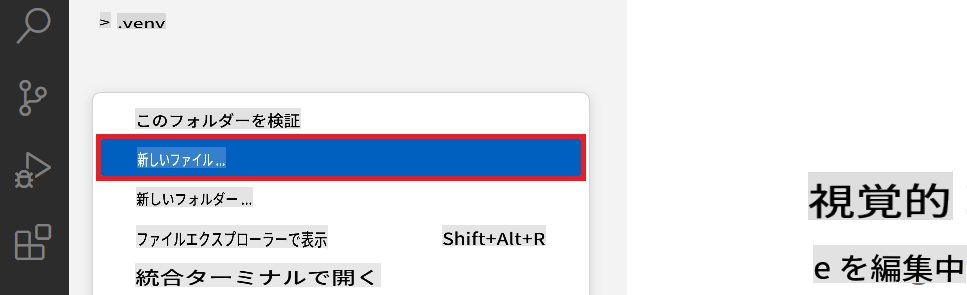 > .venv
このフォルダーを検証
新しいファイル...
新しいフォルダー...
ファイルエクスプローラーで表示 Shift+Alt+R
統合ターミナルで開く
視覚的
e を編集中